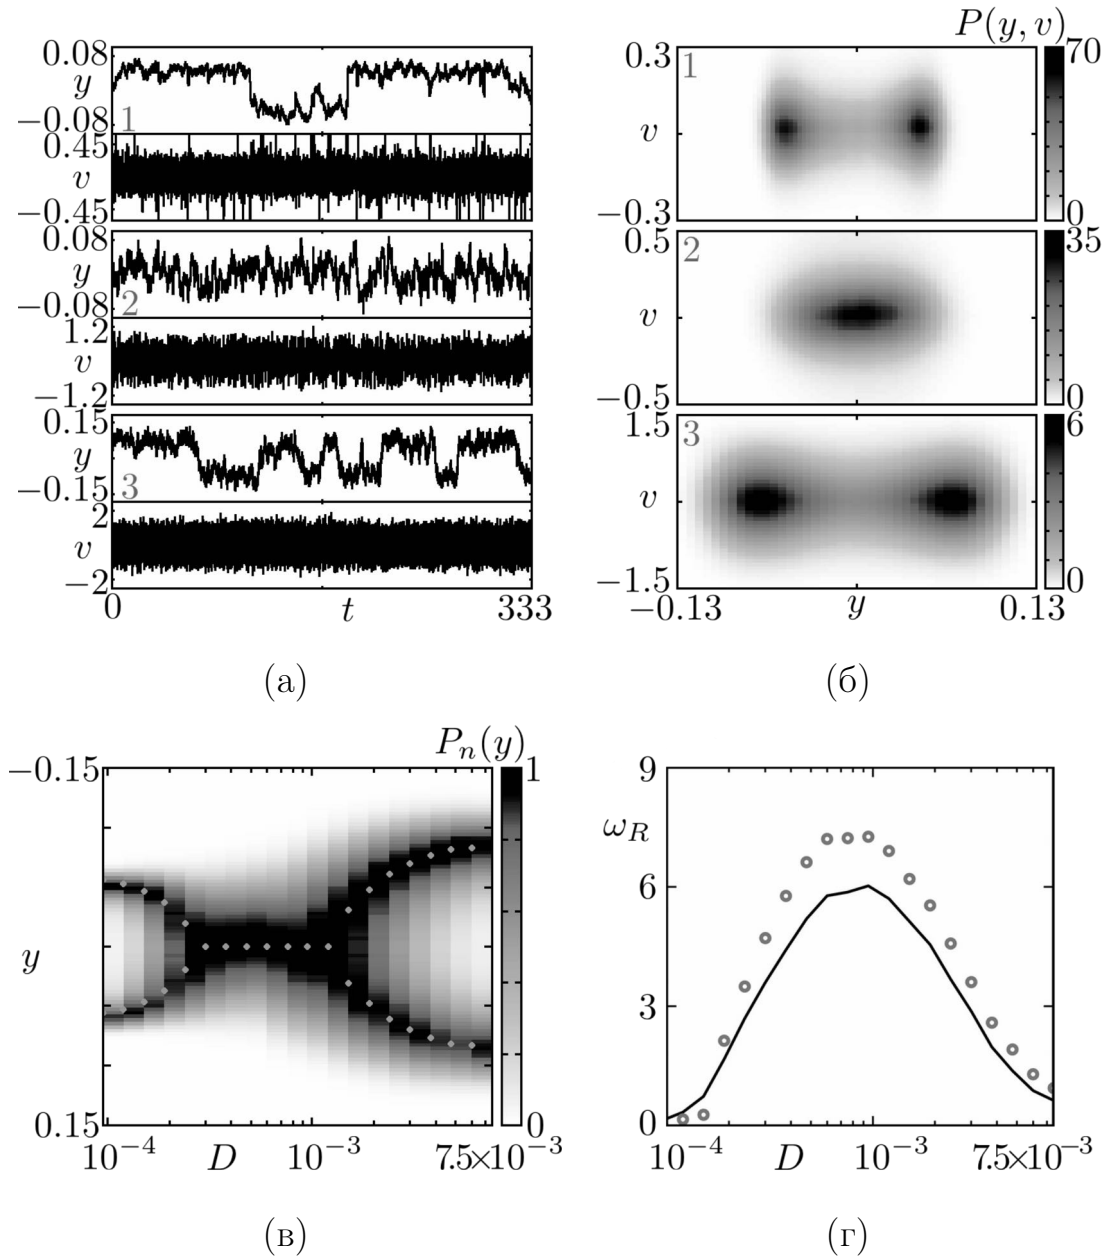 P(y, v)
0.08
y
−0.08
1
0.45
v
−0.45
0.08
y
−0.08
2
1.2
v
−1.2
0.15
y
−0.15
3
2
v
−2
0
t
333
(а)
0.3
1
v
−0.3
70
0
0.5
2
v
−0.5
35
0
1.5
3
v
−1.5
6
0
−0.13
y
0.13
(б)
P_n(y)
−0.15
y
0.15
1
0
10^{−4}
D
10^{−3}
7.5×10^{−3}
(в)
9
ω_R
6
3
0
10^{−4}
D
10^{−3}
7.5×10^{−3}
(г)